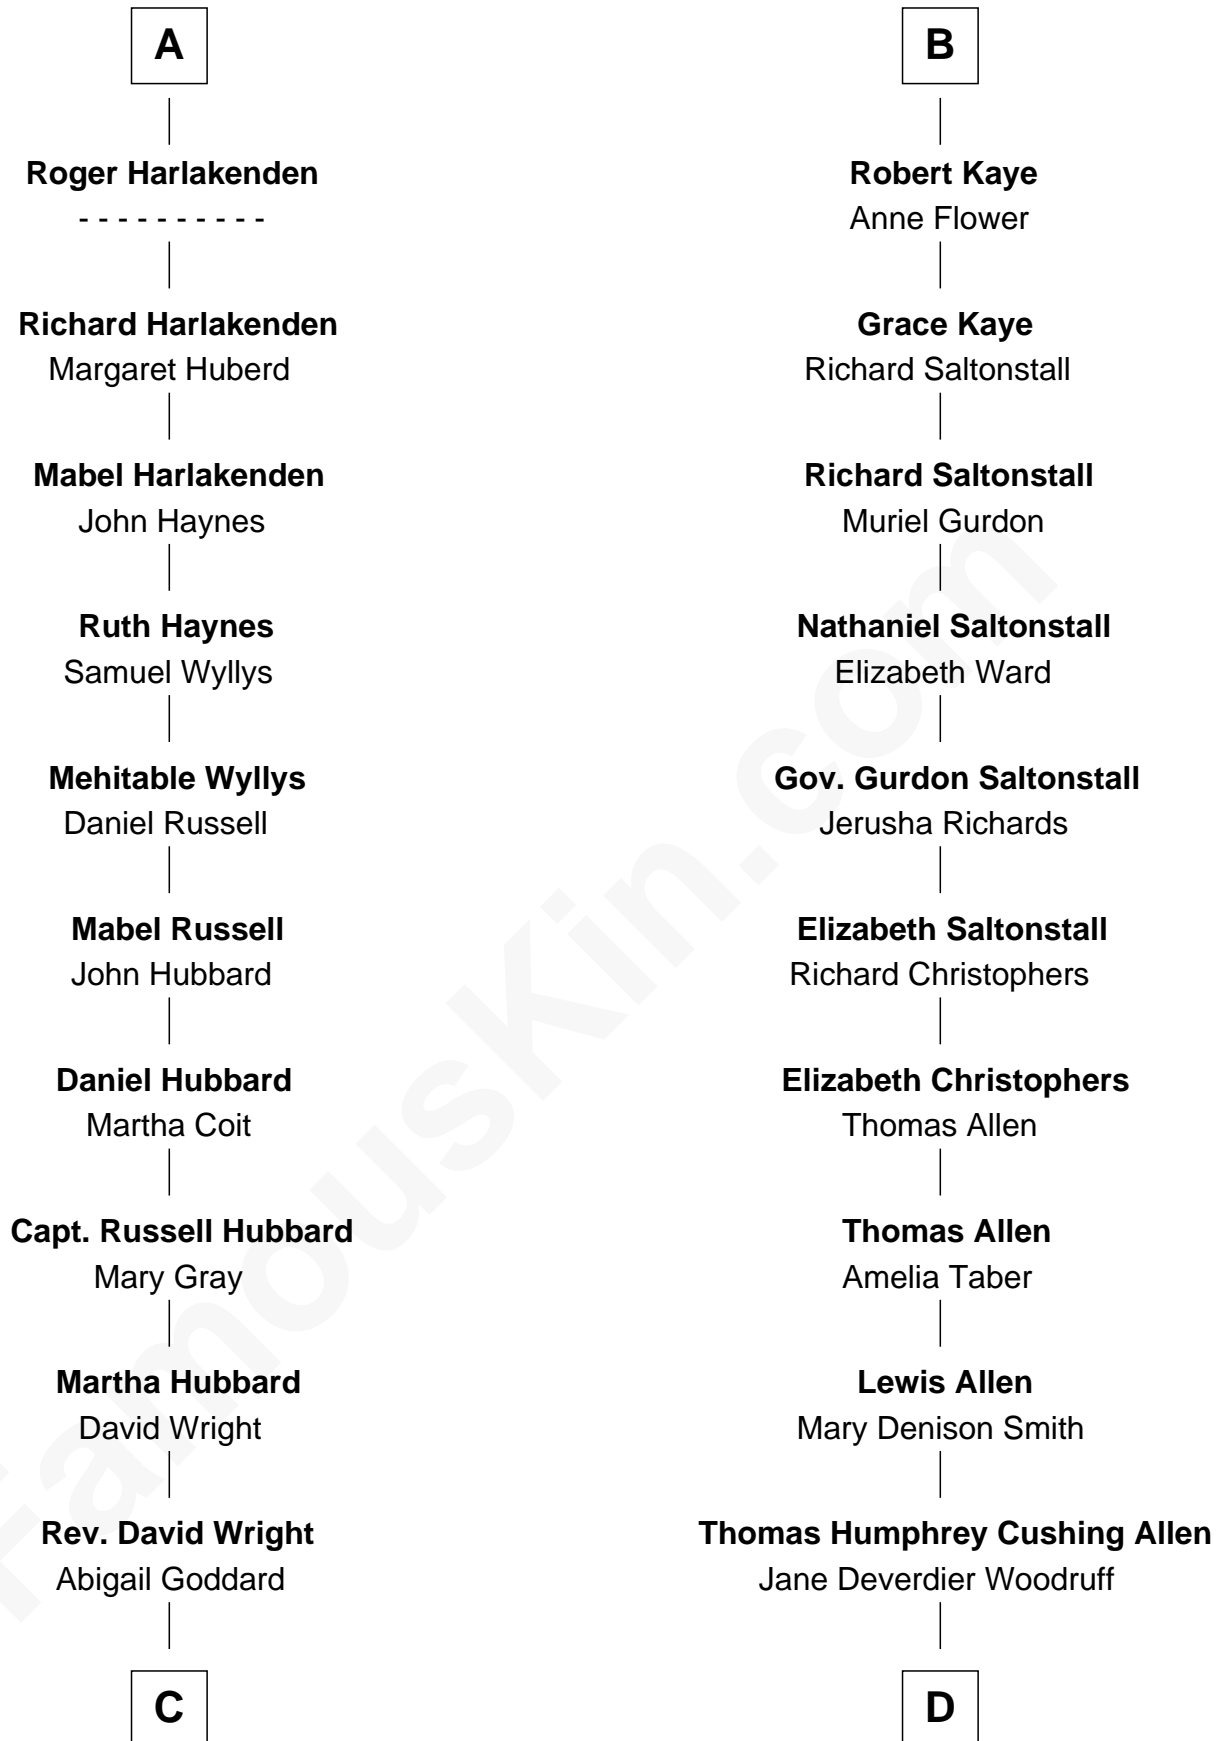 A
Roger Harlakenden
- - - - - - - - - -
Richard Harlakenden
Margaret Huberd
Mabel Harlakenden
John Haynes
Ruth Haynes
Samuel Wyllys
Mehitable Wyllys
Daniel Russell
Mabel Russell
John Hubbard
Daniel Hubbard
Martha Coit
Capt. Russell Hubbard
Mary Gray
Martha Hubbard
David Wright
Rev. David Wright
Abigail Goddard
C
B
Robert Kaye
Anne Flower
Grace Kaye
Richard Saltonstall
Richard Saltonstall
Muriel Gurdon
Nathaniel Saltonstall
Elizabeth Ward
Gov. Gurdon Saltonstall
Jerusha Richards
Elizabeth Saltonstall
Richard Christophers
Elizabeth Christophers
Thomas Allen
Thomas Allen
Amelia Taber
Lewis Allen
Mary Denison Smith
Thomas Humphrey Cushing Allen
Jane Deverdier Woodruff
D
FamousKin.com